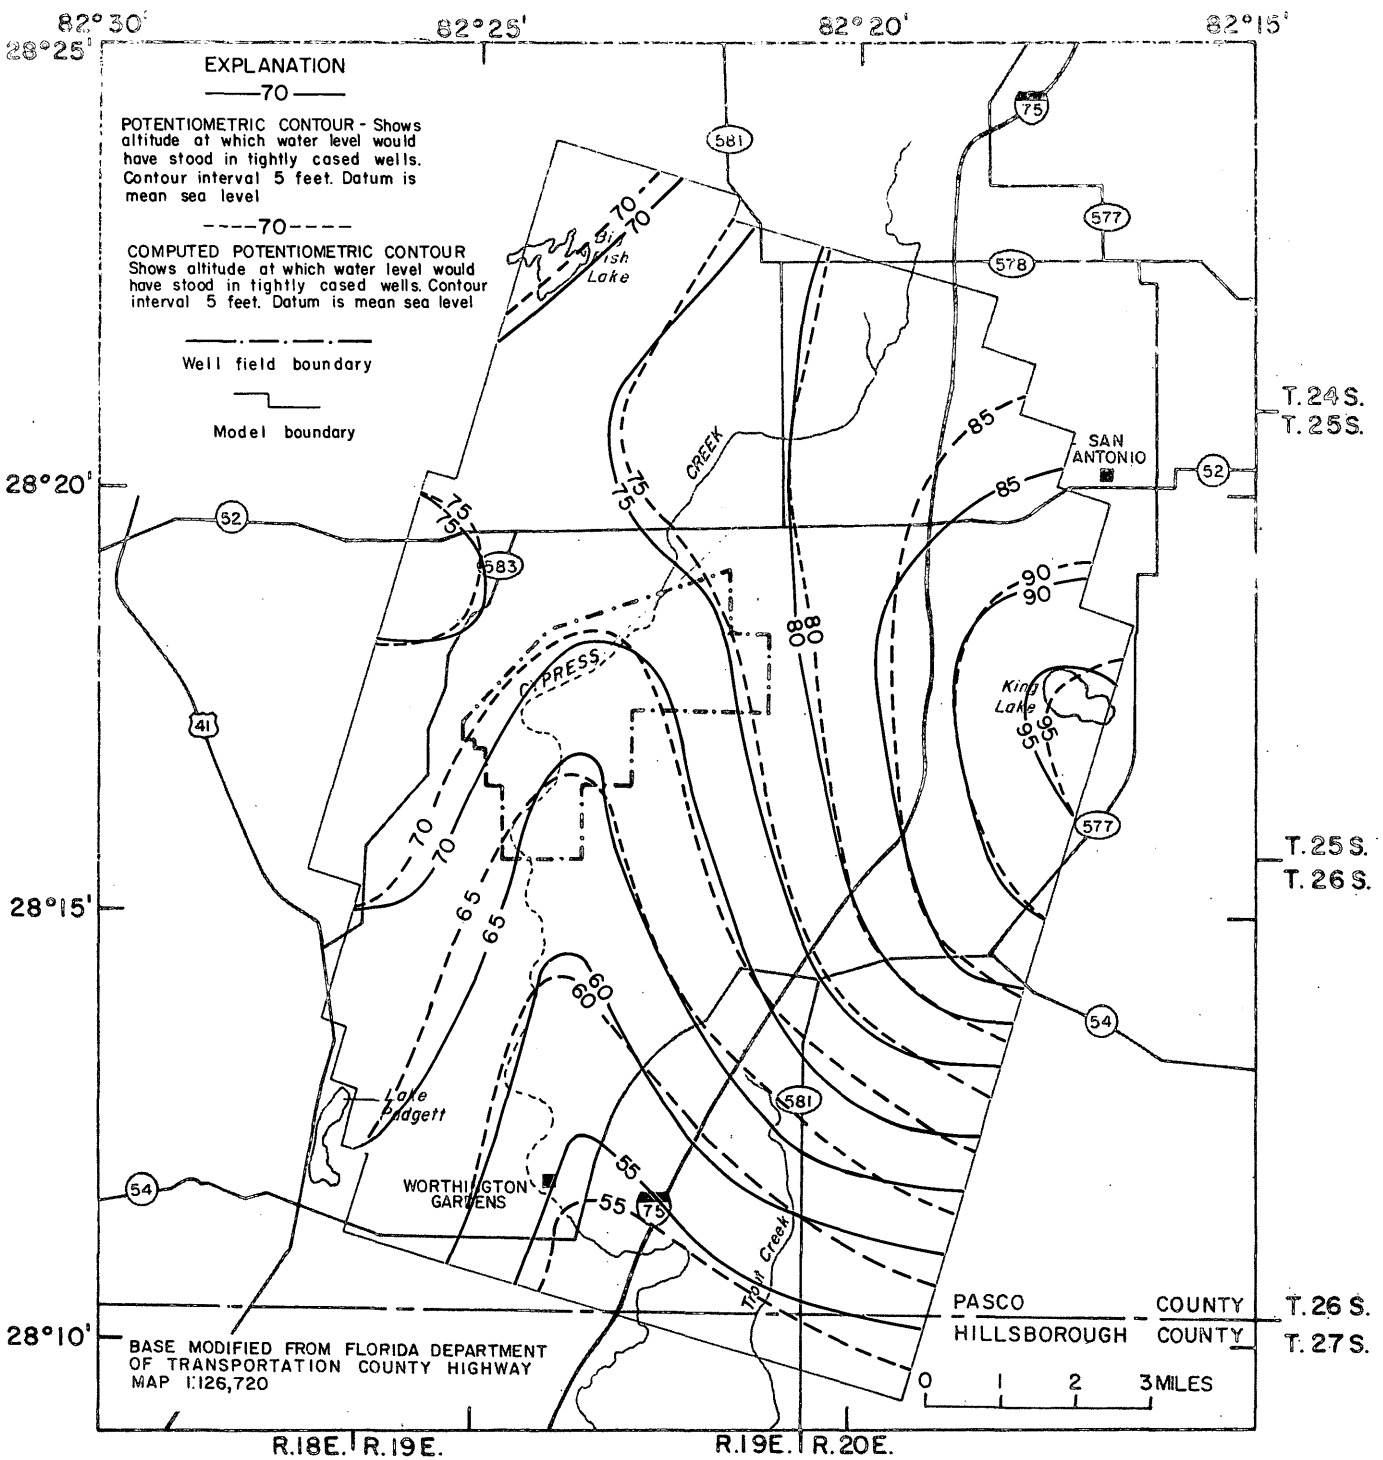 82°30' 82°25' 82°20' 82°15'
28°25'
EXPLANATION
70
POTENTIOMETRIC CONTOUR - Shows
altitude at which water level would
have stood in tightly cased wells.
Contour interval 5 feet. Datum is
mean sea level
----70----
COMPUTED POTENTIOMETRIC CONTOUR
Shows altitude at which water level would
have stood in tightly cased wells. Contour
interval 5 feet. Datum is mean sea level
Well field boundary
Model boundary
75
581
577
578
70
70
Big
Fish
Lake
T. 24 S.
T. 25 S.
85
SAN
ANTONIO
52
CREEK
28°20'
75
75
75
75
85
52
583
90
90
80
80
CYPRESS
King
Lake
95
95
41
577
70
70
T. 25 S.
T. 26 S.
65
65
28°15'
60
60
54
Lake
Padgett
581
55
WORTHINGTON
GARDENS
55
75
54
Trout Creek
PASCO COUNTY
HILLSBOROUGH COUNTY
T. 26 S.
T. 27 S.
28°10'
BASE MODIFIED FROM FLORIDA DEPARTMENT
OF TRANSPORTATION COUNTY HIGHWAY
MAP 1:126,720
0 1 2 3 MILES
R.18E. R.19E. R.19E. R.20E.